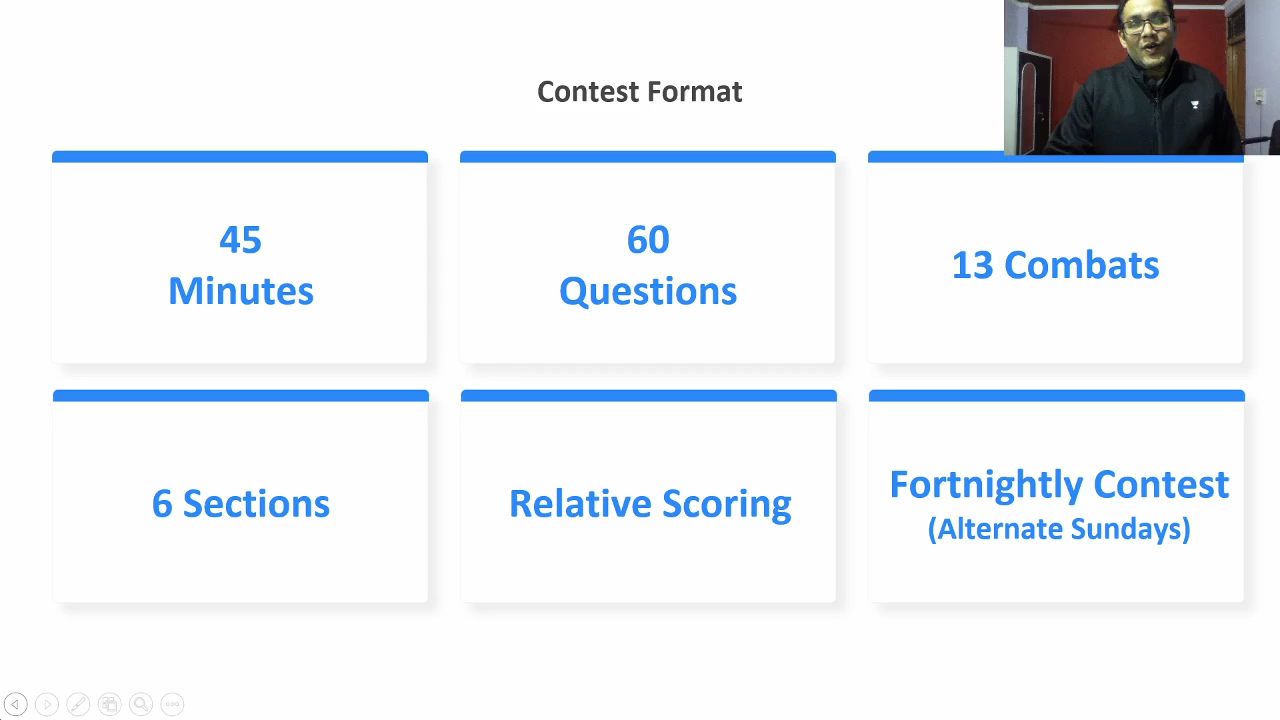 Contest Format
45
Minutes
60
Questions
13 Combats
6 Sections
Relative Scoring
Fortnightly Contest
(Alternate Sundays)